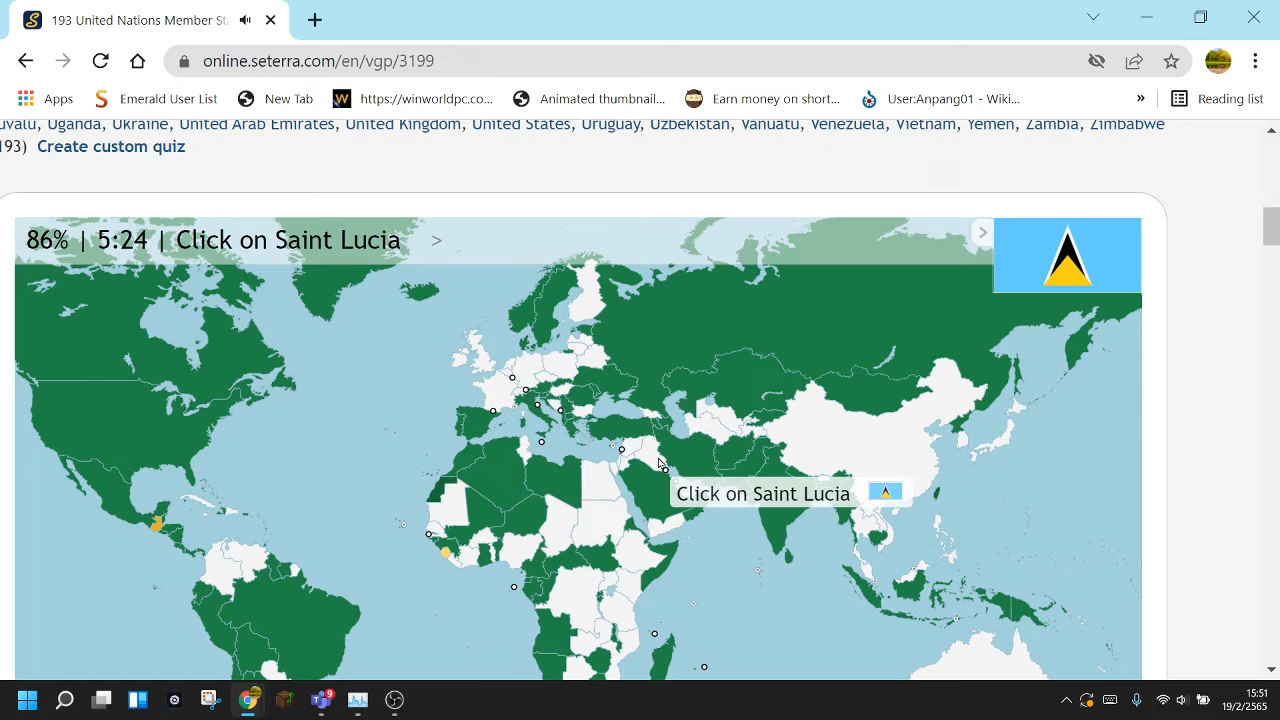 193 United Nations Member St
online.seterra.com/en/vgp/3199
Apps Emerald User List New Tab https://winworldpc.c... Animated thumbnail... Earn money on short... User:Anpang01 - Wiki... » Reading list
uvalu, Uganda, Ukraine, United Arab Emirates, United Kingdom, United States, Uruguay, Uzbekistan, Vanuatu, Venezuela, Vietnam, Yemen, Zambia, Zimbabwe
193) Create custom quiz
86% | 5:24 | Click on Saint Lucia >
Click on Saint Lucia
9
15:51
19/2/2565